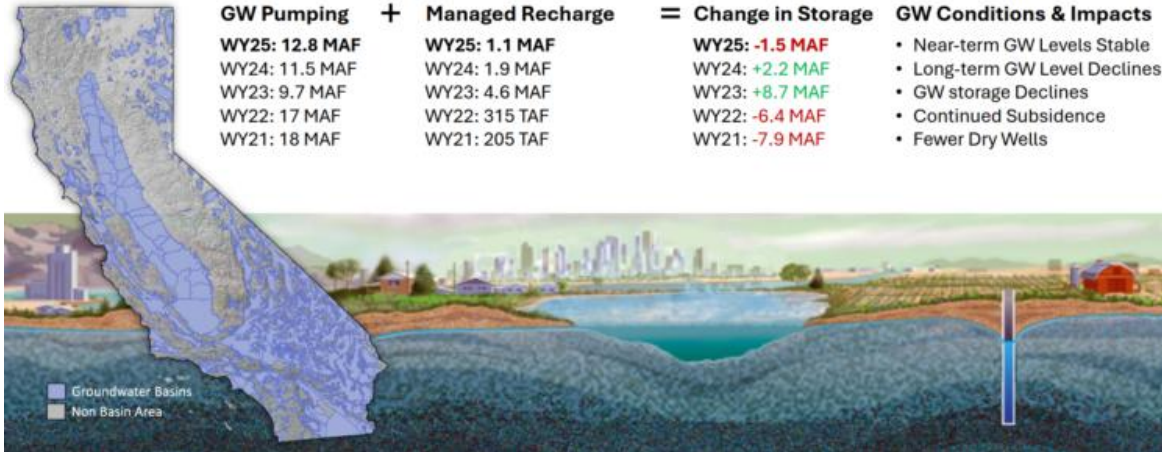 GW Pumping + Managed Recharge = Change in Storage GW Conditions & Impacts
WY25: 12.8 MAF WY25: 1.1 MAF WY25: -1.5 MAF • Near-term GW Levels Stable
WY24: 11.5 MAF WY24: 1.9 MAF WY24: +2.2 MAF • Long-term GW Level Declines
WY23: 9.7 MAF WY23: 4.6 MAF WY23: +8.7 MAF • GW storage Declines
WY22: 17 MAF WY22: 315 TAF WY22: -6.4 MAF • Continued Subsidence
WY21: 18 MAF WY21: 205 TAF WY21: -7.9 MAF • Fewer Dry Wells
Groundwater Basins
Non Basin Area